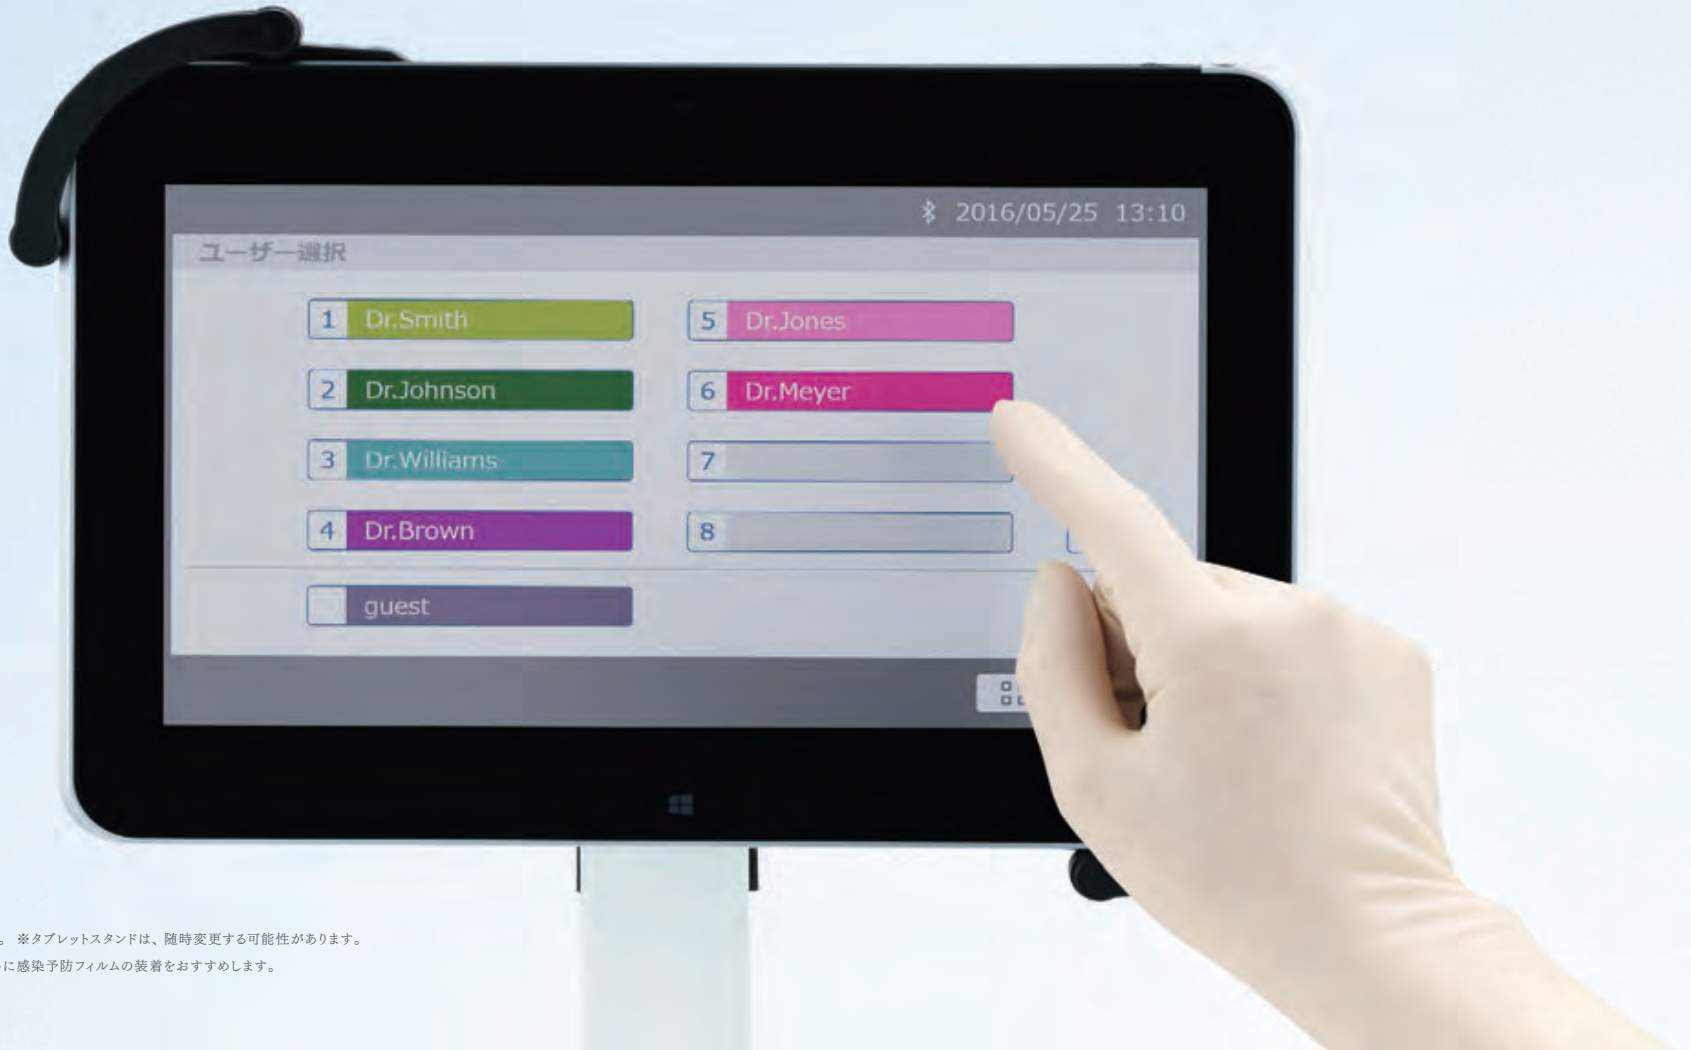 2016/05/25 13:10
ユーザー選択
1 Dr.Smith
2 Dr.Johnson
3 Dr.Williams
4 Dr.Brown
guest
5 Dr.Jones
6 Dr.Meyer
7
8
。 ※タブレットスタンドは、随時変更する可能性があります。
に感染予防フィルムの装着をおすすめします。